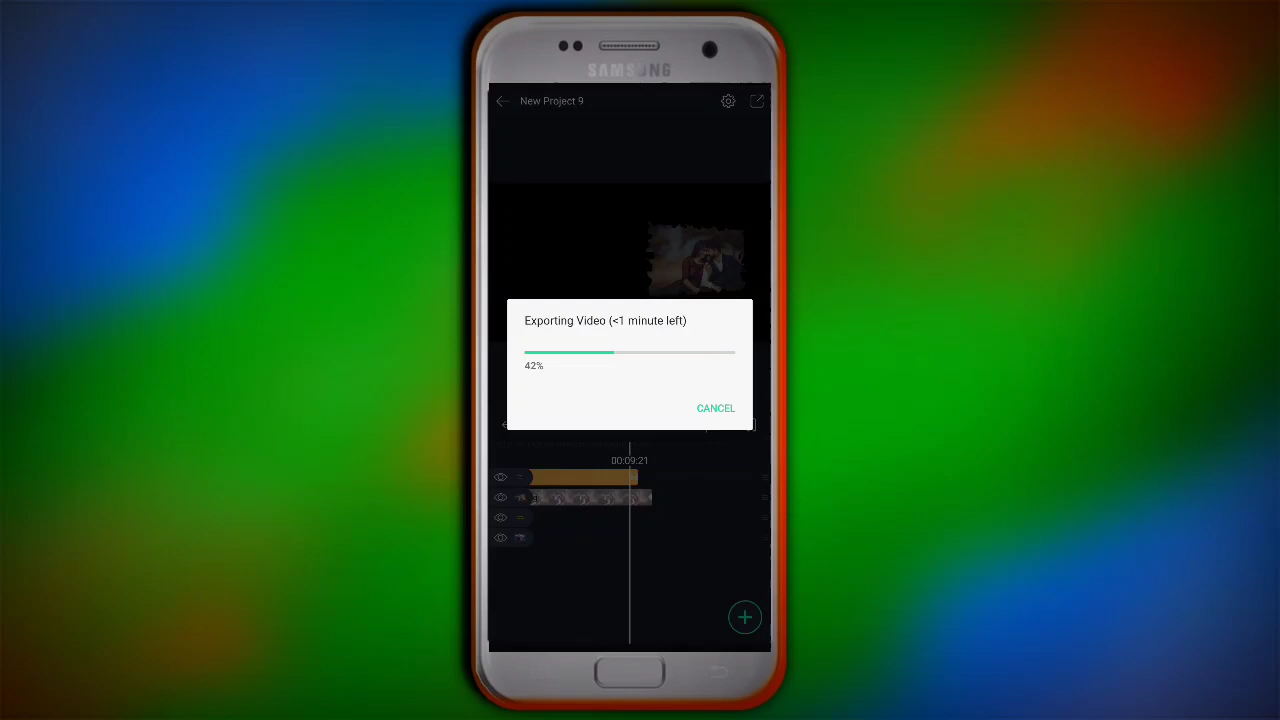 SAMSUNG
New Project 9
Exporting Video (<1 minute left)
42%
CANCEL
00:09:21